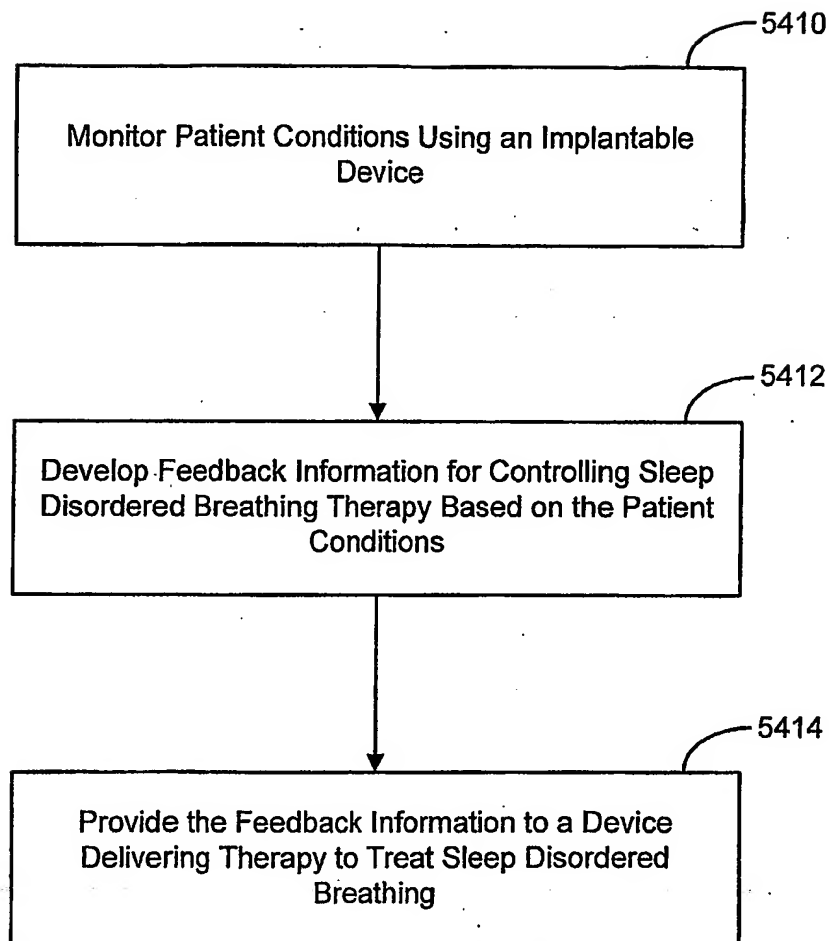 5410
Monitor Patient Conditions Using an Implantable
Device
5412
Develop Feedback Information for Controlling Sleep
Disordered Breathing Therapy Based on the Patient
Conditions
5414
Provide the Feedback Information to a Device
Delivering Therapy to Treat Sleep Disordered
Breathing